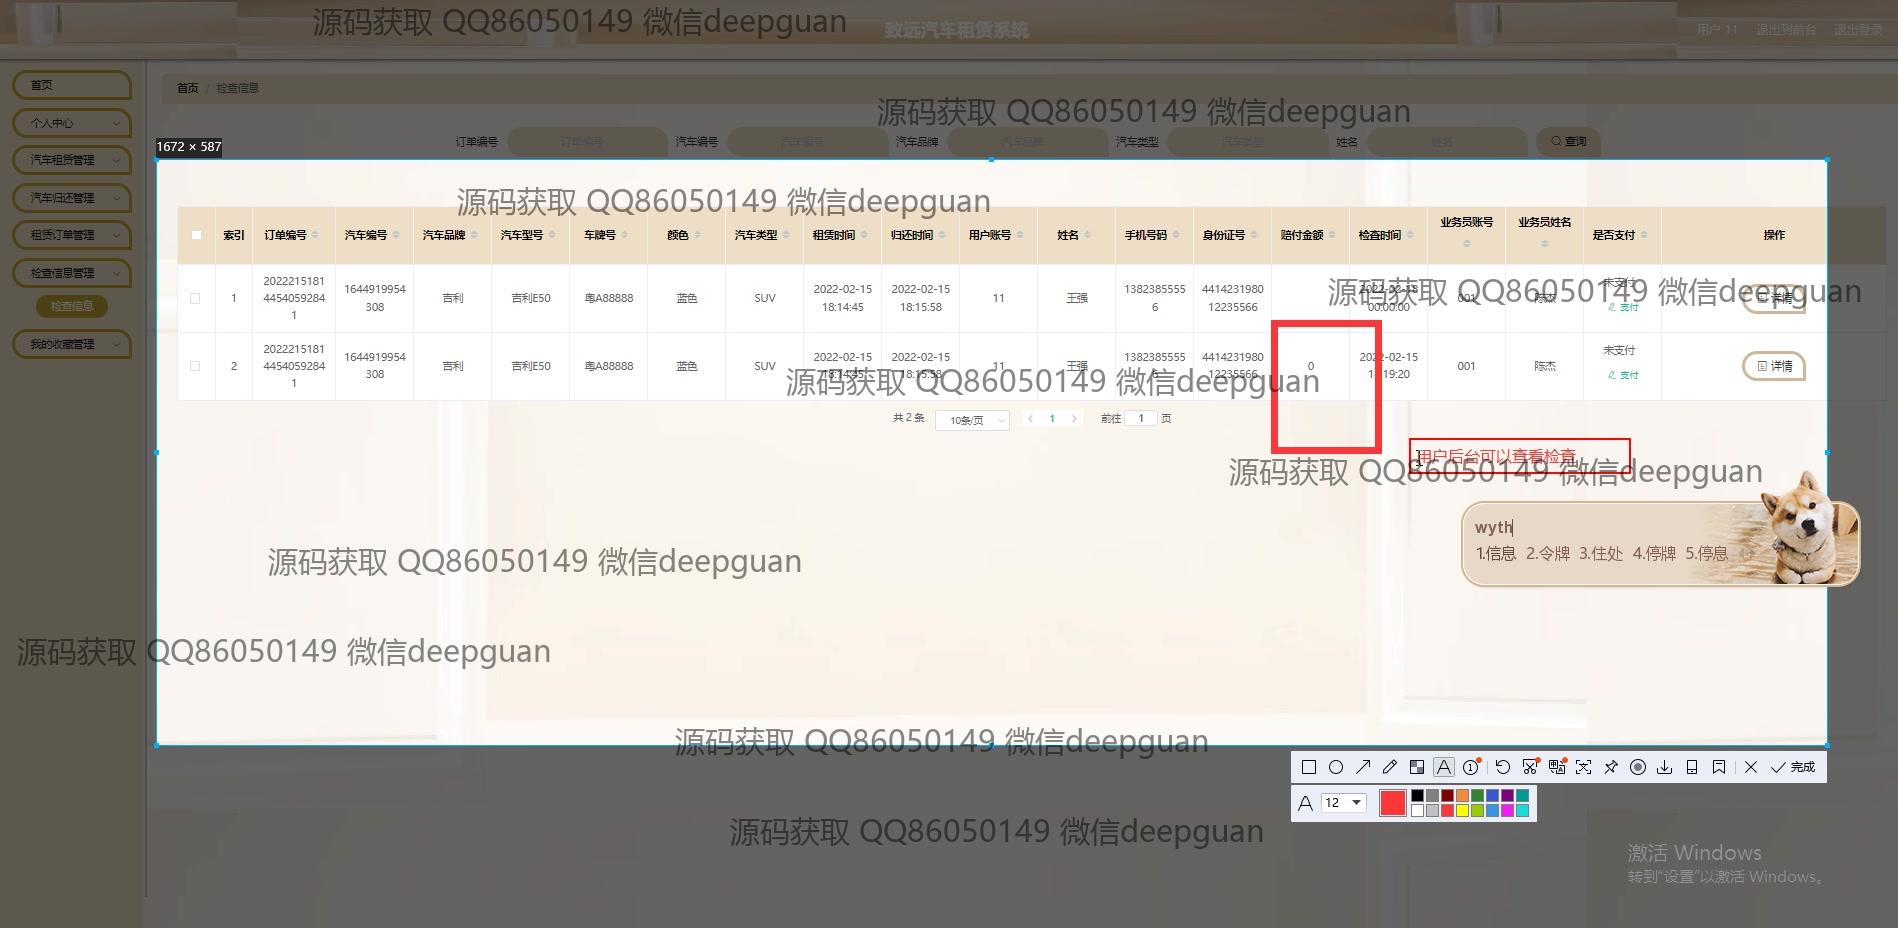 源码获取 QQ86050149 微信deepguan
致远汽车租赁系统
用户 11 退出到前台 退出登录
首页
个人中心
汽车租赁管理
汽车归还管理
租赁订单管理
检查信息管理
检查信息
我的收藏管理
首页 / 检查信息
源码获取 QQ86050149 微信deepguan
订单编号 订单编号 汽车编号 汽车编号 汽车品牌 汽车品牌 汽车类型 汽车类型 姓名 姓名 查询
1672 × 587
源码获取 QQ86050149 微信deepguan
索引 订单编号 汽车编号 汽车品牌 汽车型号 车牌号 颜色 汽车类型 租赁时间 归还时间 用户账号 姓名 手机号码 身份证号 赔付金额 检查时间 业务员账号 业务员姓名 是否支付 操作
1 2022215181 4454059284 1 1644919954 308 吉利 吉利E50 粤A88888 蓝色 SUV 2022-02-15 18:14:45 2022-02-15 18:15:58 11 王强 1382385555 6 4414231980 12235566 2022-02-18 00:00:00 001 陈杰 未支付 支付 详情
源码获取 QQ86050149 微信deepguan
2 2022215181 4454059284 1 1644919954 308 吉利 吉利E50 粤A88888 蓝色 SUV 2022-02-15 18:14:45 2022-02-15 18:15:58 11 王强 1382385555 6 4414231980 12235566 0 2022-02-15 18:19:20 001 陈杰 未支付 支付 详情
源码获取 QQ86050149 微信deepguan
共 2 条 10条/页 1 前往 1 页
用户后台可以查看检查
源码获取 QQ86050149 微信deepguan
wyth
1.信息 2.令牌 3.住处 4.停牌 5.停息
源码获取 QQ86050149 微信deepguan
源码获取 QQ86050149 微信deepguan
源码获取 QQ86050149 微信deepguan
完成
A 12
源码获取 QQ86050149 微信deepguan
激活 Windows
转到“设置”以激活 Windows。